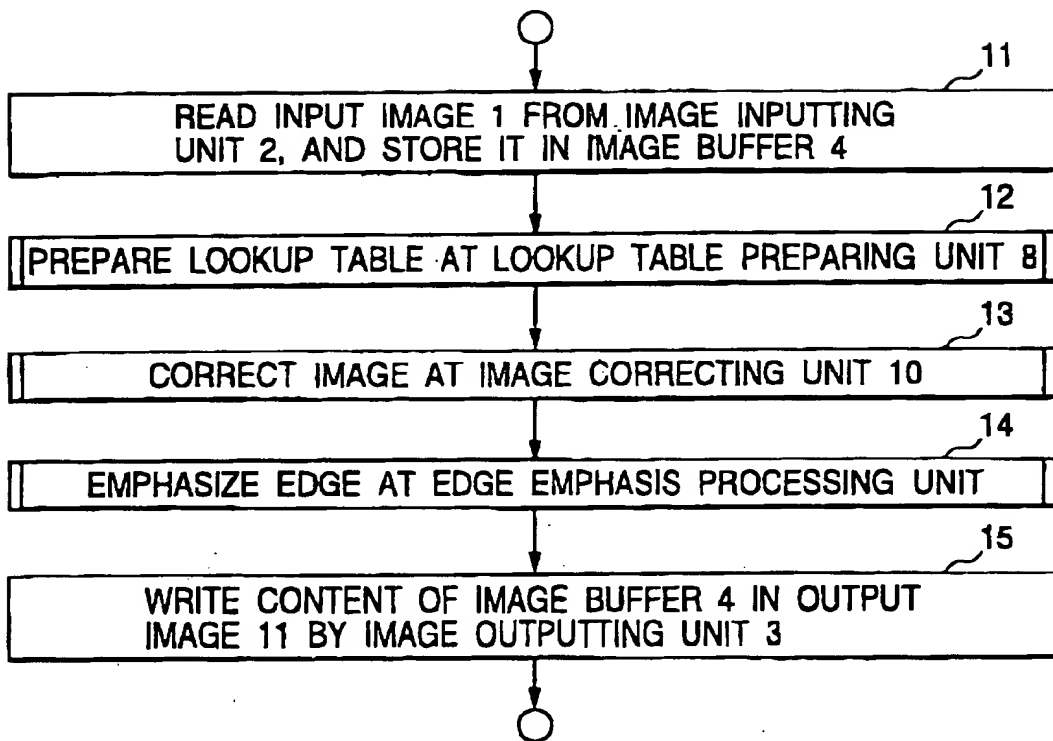 11
READ INPUT IMAGE 1 FROM IMAGE INPUTTING
UNIT 2, AND STORE IT IN IMAGE BUFFER 4
12
PREPARE LOOKUP TABLE AT LOOKUP TABLE PREPARING UNIT 8
13
CORRECT IMAGE AT IMAGE CORRECTING UNIT 10
14
EMPHASIZE EDGE AT EDGE EMPHASIS PROCESSING UNIT
15
WRITE CONTENT OF IMAGE BUFFER 4 IN OUTPUT
IMAGE 11 BY IMAGE OUTPUTTING UNIT 3